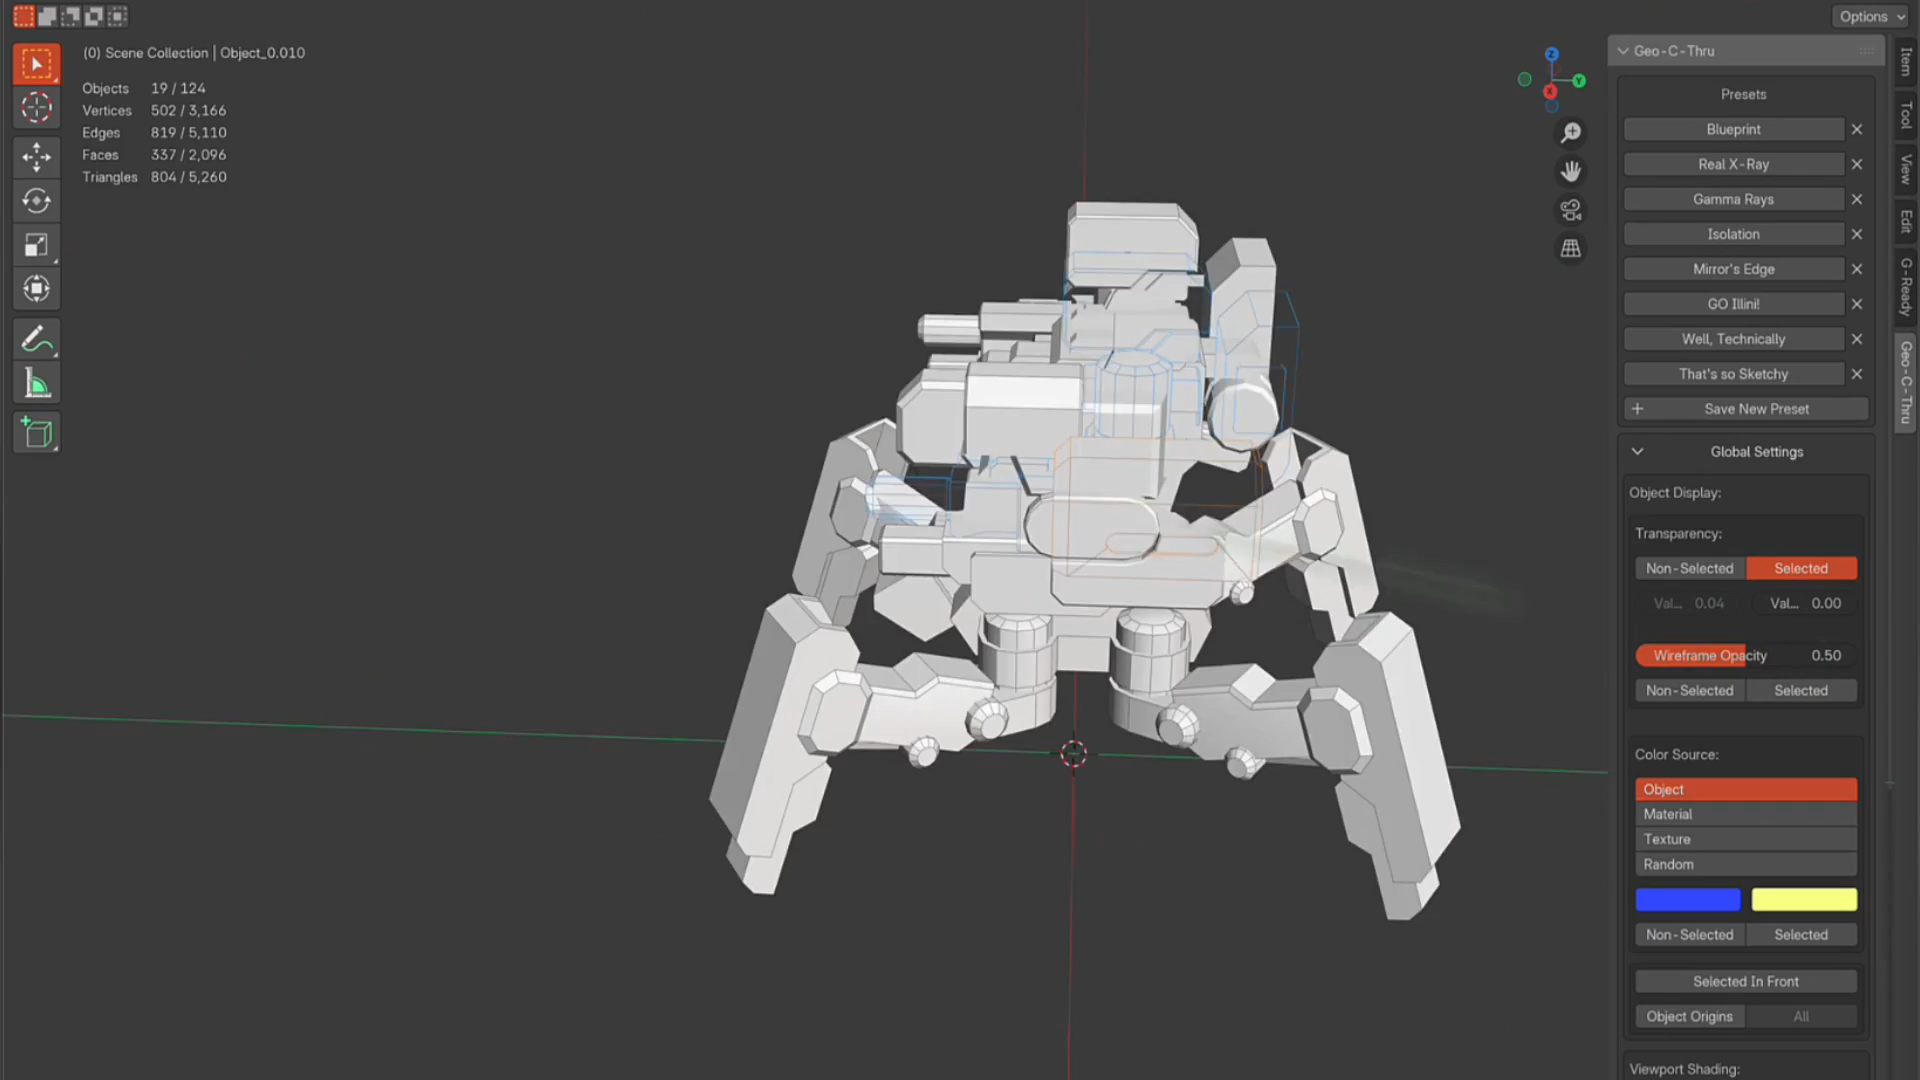 Options
(0) Scene Collection | Object_0.010
Objects 19 / 124
Vertices 502 / 3,166
Edges 819 / 5,110
Faces 337 / 2,096
Triangles 804 / 5,260
Z
Y
X
Geo-C-Thru
Presets
Blueprint
Real X-Ray
Gamma Rays
Isolation
Mirror's Edge
GO Illini!
Well, Technically
That's so Sketchy
+ Save New Preset
Global Settings
Object Display:
Transparency:
Non-Selected Selected
Val... 0.04 Val... 0.00
Wireframe Opacity 0.50
Non-Selected Selected
Color Source:
Object
Material
Texture
Random
Non-Selected Selected
Selected In Front
Object Origins All
Viewport Shading:
Item
Tool
View
Edit
G-Ready
Geo-C-Thru